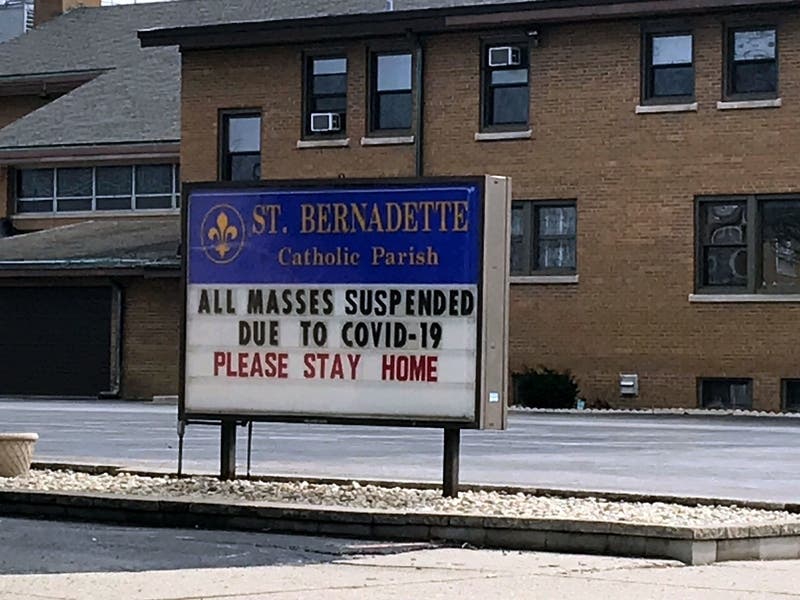 ST. BERNADETTE
Catholic Parish
ALL MASSES SUSPENDED
DUE TO COVID-19
PLEASE STAY HOME